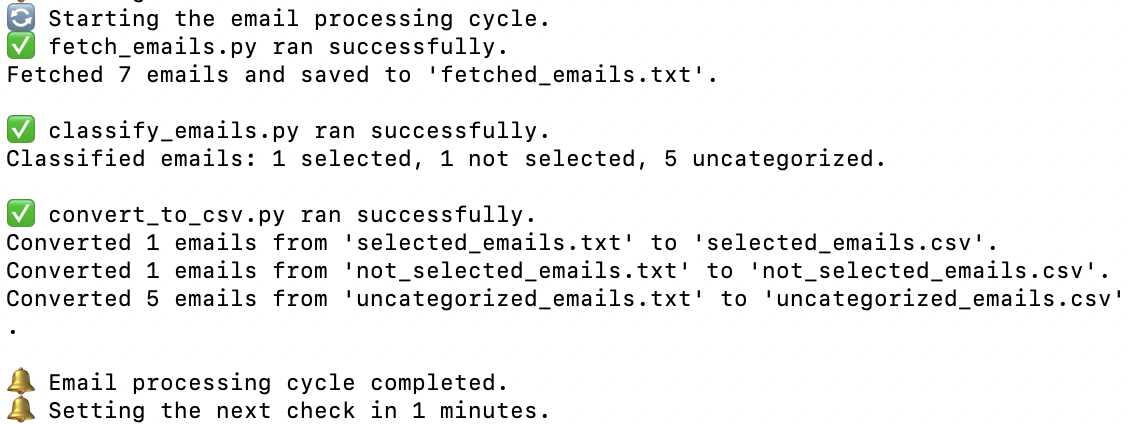 🔄 Starting the email processing cycle.
✅ fetch_emails.py ran successfully.
Fetched 7 emails and saved to 'fetched_emails.txt'.
✅ classify_emails.py ran successfully.
Classified emails: 1 selected, 1 not selected, 5 uncategorized.
✅ convert_to_csv.py ran successfully.
Converted 1 emails from 'selected_emails.txt' to 'selected_emails.csv'.
Converted 1 emails from 'not_selected_emails.txt' to 'not_selected_emails.csv'.
Converted 5 emails from 'uncategorized_emails.txt' to 'uncategorized_emails.csv'
.
🔔 Email processing cycle completed.
🔔 Setting the next check in 1 minutes.